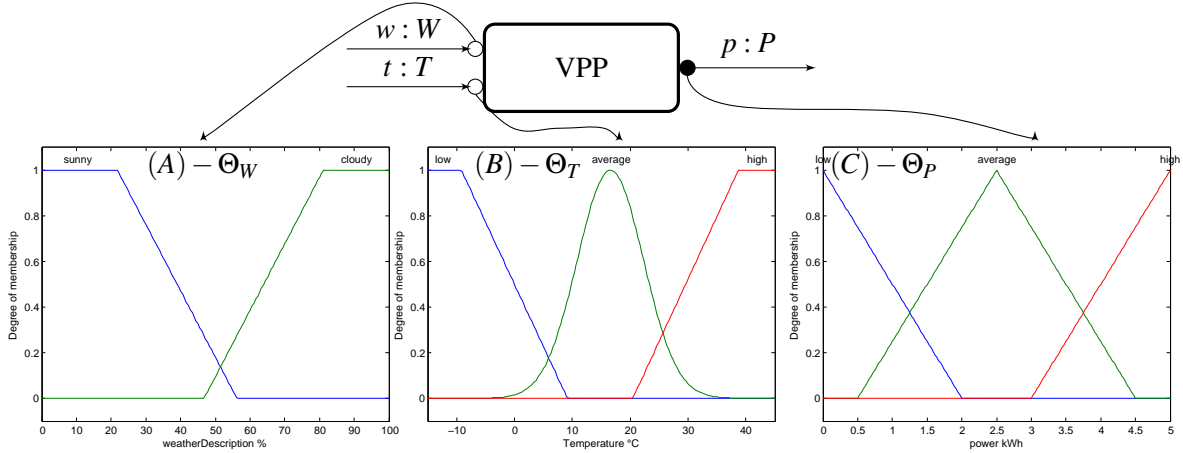 w : W
t : T
VPP
p : P
sunny
(A) − Θ_W
cloudy
1
0.8
0.6
0.4
0.2
0
Degree of membership
0 10 20 30 40 50 60 70 80 90 100
weatherDescription %
low
(B) − Θ_T
average
high
1
0.8
0.6
0.4
0.2
0
Degree of membership
−10 0 10 20 30 40
Temperature °C
low
(C) − Θ_P
average
high
1
0.8
0.6
0.4
0.2
0
Degree of membership
0 0.5 1 1.5 2 2.5 3 3.5 4 4.5 5
power kWh